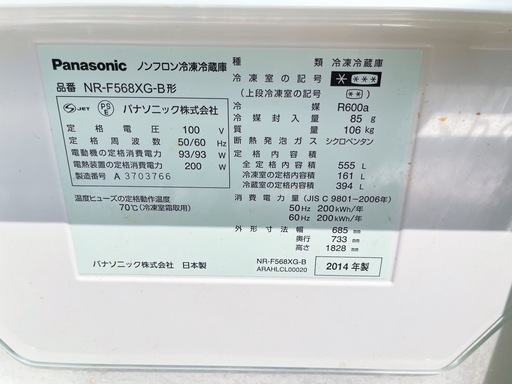 Panasonic ノンフロン冷凍冷蔵庫
品番 NR-F568XG-B形
S JET PSE パナソニック株式会社
定格電圧 100 V
定格周波数 50/60 Hz
電動機の定格消費電力 93/93 W
電熱装置の定格消費電力 200 W
製造番号 A 3703766
温度ヒューズの定格動作温度
70℃(冷凍室霜取用)
パナソニック株式会社 日本製
種類 冷凍冷蔵庫
冷凍室の記号 ****
(上段冷凍室の記号 **)
冷媒 R600a
冷媒封入量 85 g
質量 106 kg
断熱発泡ガス シクロペンタン
定格内容積
全定格内容積 555 L
冷凍室の定格内容積 161 L
冷蔵室の定格内容積 394 L
消費電力量 (JIS C 9801-2006年)
50Hz 200 kWh/年
60Hz 200 kWh/年
外形寸法 幅 685 mm
奥行 733 mm
高さ 1828 mm
NR-F568XG-B
ARAHLCL00020
2014年製